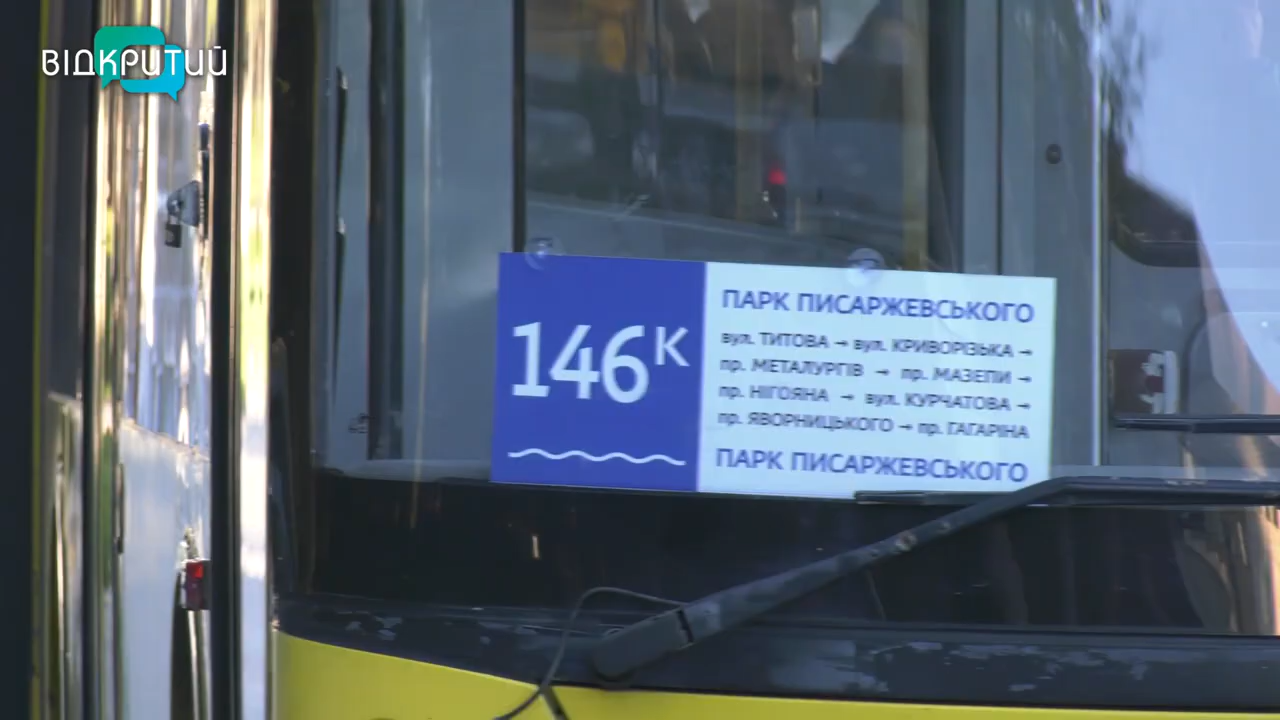 ВІДКРИТИЙ
146К
ПАРК ПИСАРЖЕВСЬКОГО
вул. ТИТОВА → вул. КРИВОРІЗЬКА →
пр. МЕТАЛУРГІВ → пр. МАЗЕПИ →
пр. НІГОЯНА → вул. КУРЧАТОВА →
пр. ЯВОРНИЦЬКОГО → пр. ГАГАРІНА
ПАРК ПИСАРЖЕВСЬКОГО